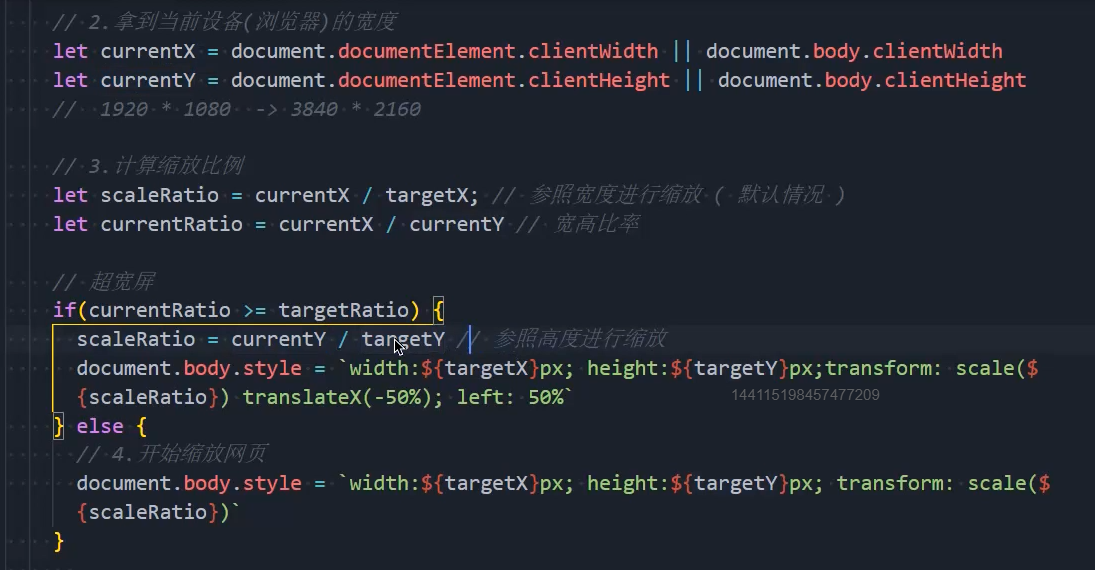 // 2.拿到当前设备(浏览器)的宽度
let currentX = document.documentElement.clientWidth || document.body.clientWidth
let currentY = document.documentElement.clientHeight || document.body.clientHeight
// 1920 * 1080 -> 3840 * 2160
// 3.计算缩放比例
let scaleRatio = currentX / targetX; // 参照宽度进行缩放 ( 默认情况 )
let currentRatio = currentX / currentY // 宽高比率
// 超宽屏
if(currentRatio >= targetRatio) {
scaleRatio = currentY / targetY // 参照高度进行缩放
document.body.style = `width:${targetX}px; height:${targetY}px;transform: scale($
{scaleRatio}) translateX(-50%); left: 50%`
144115198457477209
} else {
// 4.开始缩放网页
document.body.style = `width:${targetX}px; height:${targetY}px; transform: scale($
{scaleRatio})`
}